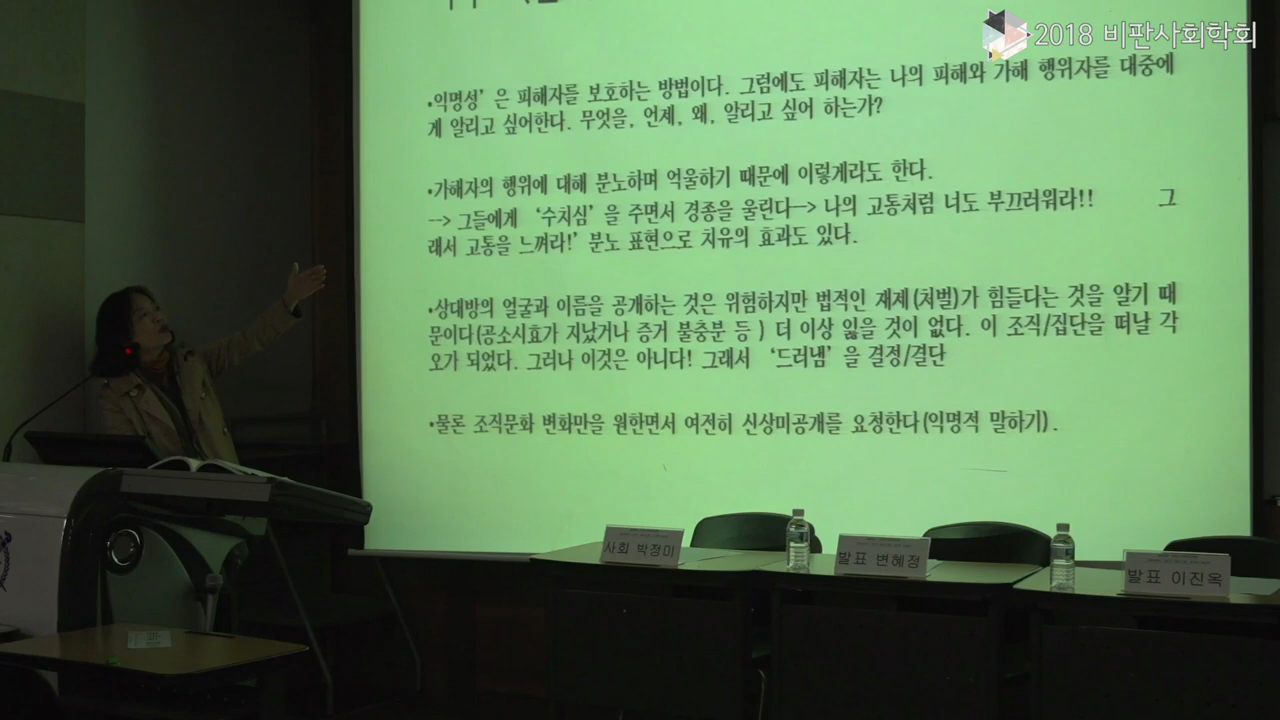 2018 비판사회학회
•익명성’은 피해자를 보호하는 방법이다. 그럼에도 피해자는 나의 피해와 가해 행위자를 대중에
게 알리고 싶어한다. 무엇을, 언제, 왜, 알리고 싶어 하는가?
•가해자의 행위에 대해 분노하며 억울하기 때문에 이렇게라도 한다.
--> 그들에게 ‘수치심’을 주면서 경종을 울린다--> 나의 고통처럼 너도 부끄러워라!! 그
래서 고통을 느껴라!’ 분노 표현으로 치유의 효과도 있다.
•상대방의 얼굴과 이름을 공개하는 것은 위험하지만 법적인 재제(처벌)가 힘들다는 것을 알기 때
문이다(공소시효가 지났거나 증거 불충분 등) 더 이상 잃을 것이 없다. 이 조직/집단을 떠날 각
오가 되었다. 그러나 이것은 아니다! 그래서 ‘드러냄’을 결정/결단
•물론 조직문화 변화만을 원한면서 여전히 신상미공개를 요청한다(익명적 말하기).
사회 박정미
발표 변혜정
발표 이진옥